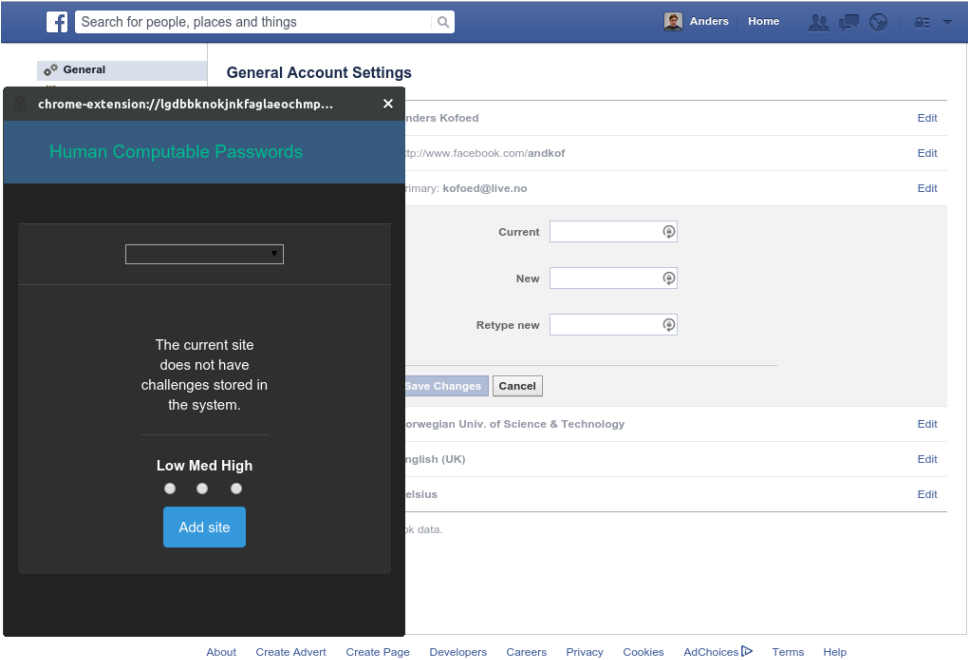 f Search for people, places and things Anders Home
General
General Account Settings
chrome-extension://lgdbbknokjnkfaglaeochmp... ×
Human Computable Passwords
nders Kofoed Edit
tp://www.facebook.com/andkof Edit
rimary: kofoed@live.no Edit
Current
New
Retype new
Save Changes Cancel
The current site
does not have
challenges stored in
the system.
Low Med High
Add site
orwegian Univ. of Science & Technology Edit
nglish (UK) Edit
elsius Edit
ok data.
About Create Advert Create Page Developers Careers Privacy Cookies AdChoices Terms Help